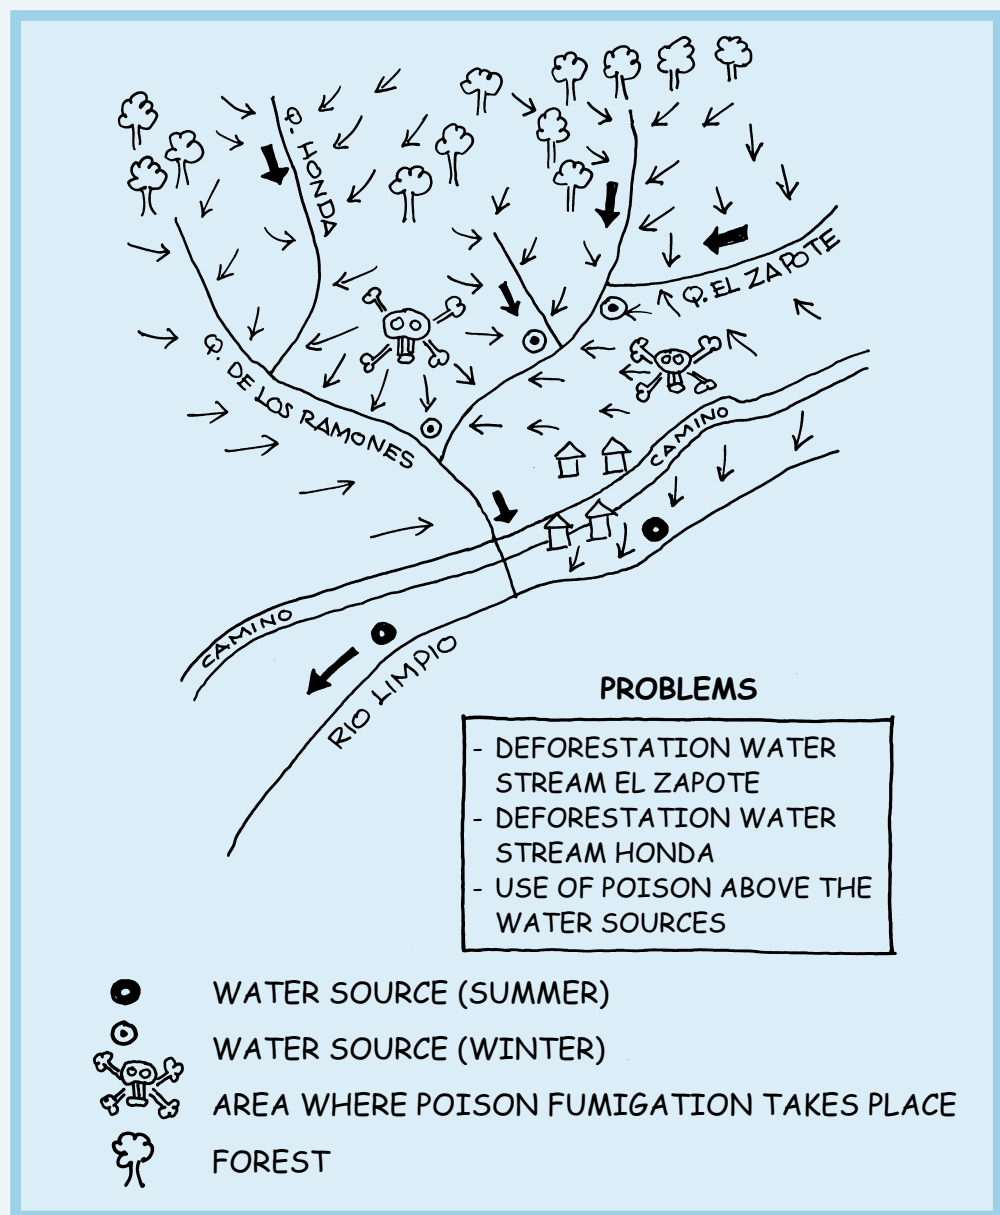 Q. HONDA
Q. EL ZAPOTE
Q. DE LOS RAMONES
CAMINO
CAMINO
RIO LIMPIO
PROBLEMS
- DEFORESTATION WATER
STREAM EL ZAPOTE
- DEFORESTATION WATER
STREAM HONDA
- USE OF POISON ABOVE THE
WATER SOURCES
WATER SOURCE (SUMMER)
WATER SOURCE (WINTER)
AREA WHERE POISON FUMIGATION TAKES PLACE
FOREST